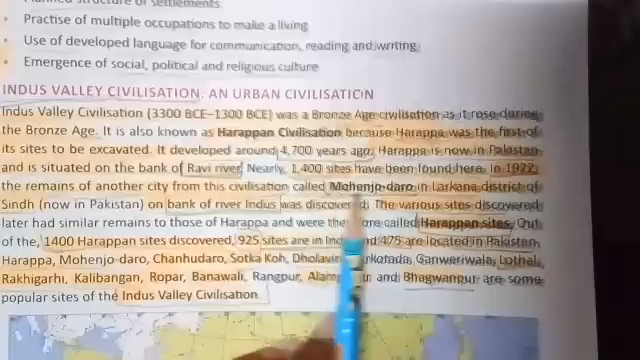 Planned structure of settlements
• Practise of multiple occupations to make a living
• Use of developed language for communication, reading and writing
• Emergence of social, political and religious culture
INDUS VALLEY CIVILISATION: AN URBAN CIVILISATION
Indus Valley Civilisation (3300 BCE–1300 BCE) was a Bronze Age civilisation as it rose during
the Bronze Age. It is also known as Harappan Civilisation because Harappa was the first of
its sites to be excavated. It developed around 4,700 years ago. Harappa is now in Pakistan
and is situated on the bank of Ravi river. Nearly, 1,400 sites have been found here. In 1922,
the remains of another city from this civilisation called Mohenjo-daro in Larkana district of
Sindh (now in Pakistan) on bank of river Indus was discovered. The various sites discovered
later had similar remains to those of Harappa and were called Harappan sites. Out
of the, 1400 Harappan sites discovered, 925 sites are in 475 are located in Pakistan.
Harappa, Mohenjo-daro, Chanhudaro, Sotka Koh, Ganweriwala, Lothal,
Rakhigarhi, Kalibangan, Ropar, Banawali, Rangpur, and Bhagwanpur are some
popular sites of the Indus Valley Civilisation.